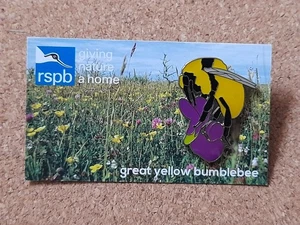 giving
nature
a home
rspb
great yellow bumblebee